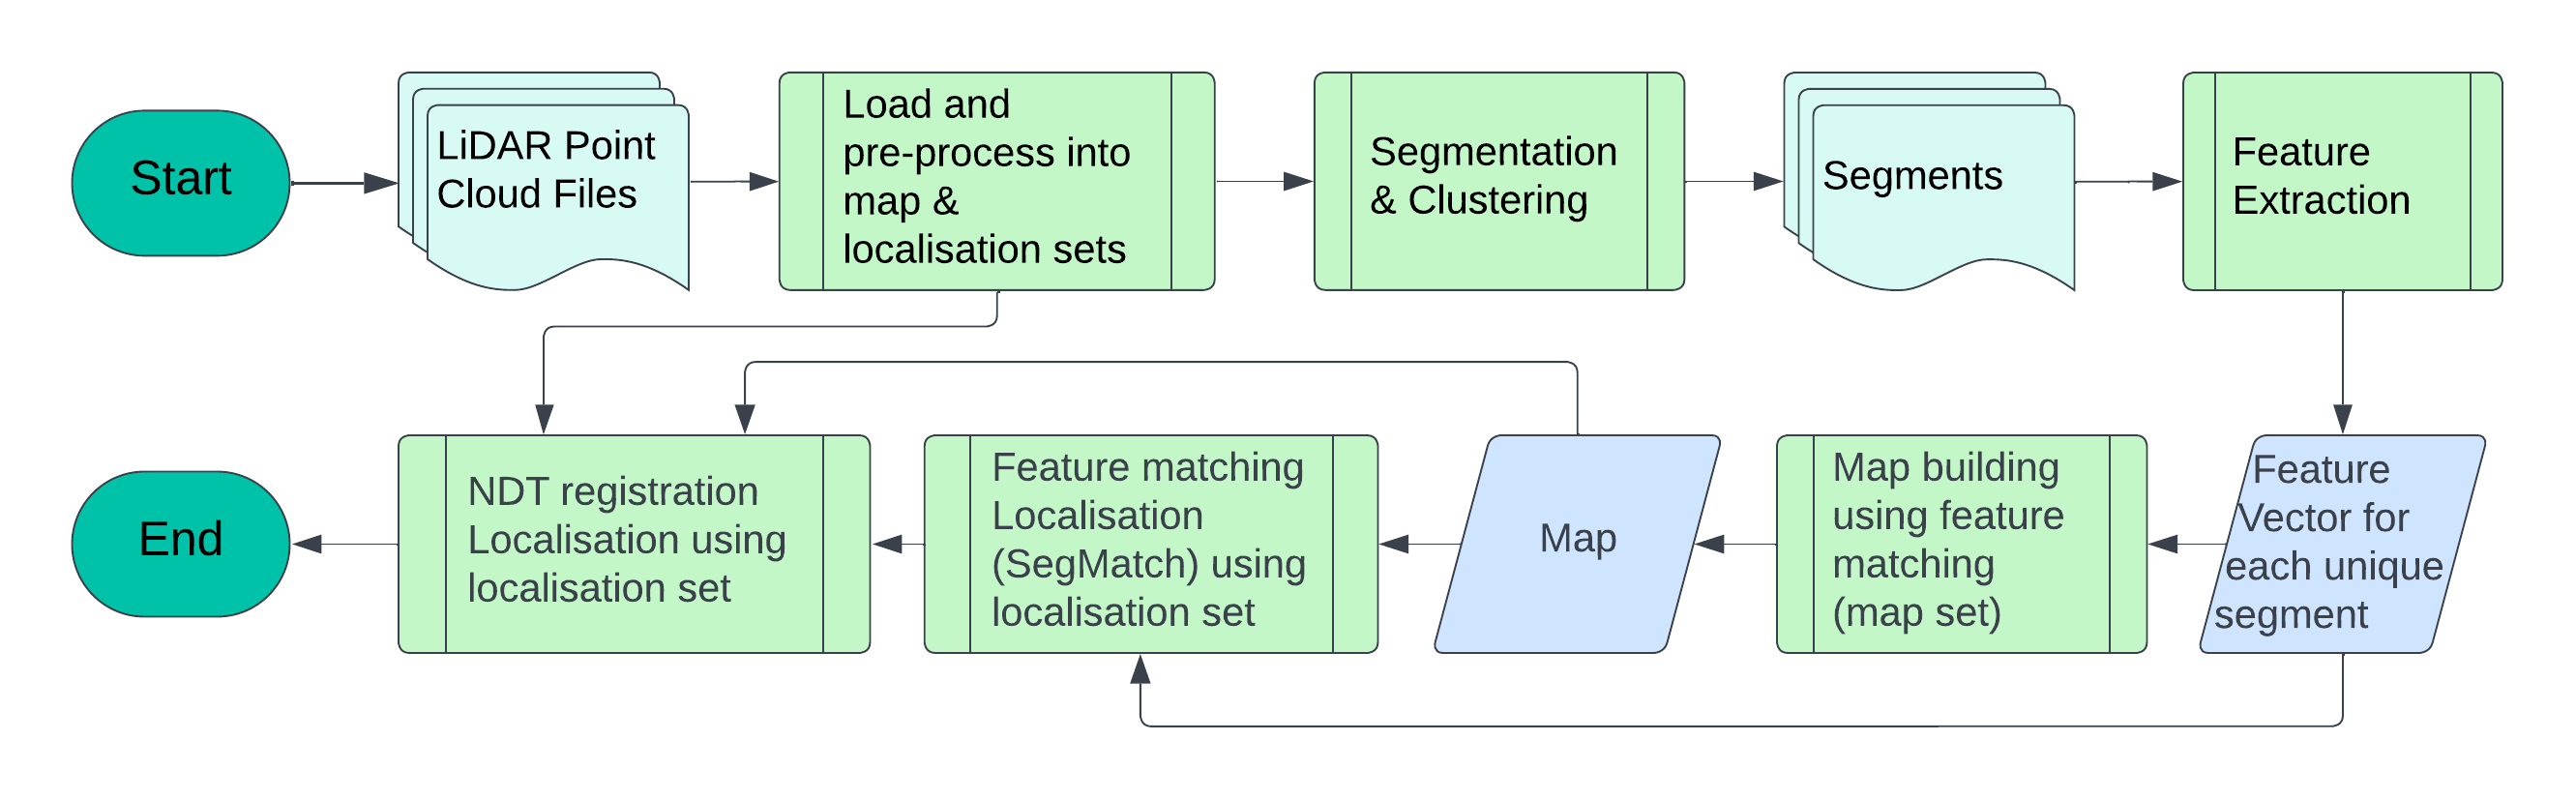 Start
LiDAR Point
Cloud Files
Load and
pre-process into
map &
localisation sets
Segmentation
& Clustering
Segments
Feature
Extraction
End
NDT registration
Localisation using
localisation set
Feature matching
Localisation
(SegMatch) using
localisation set
Map
Map building
using feature
matching
(map set)
Feature
Vector for
each unique
segment